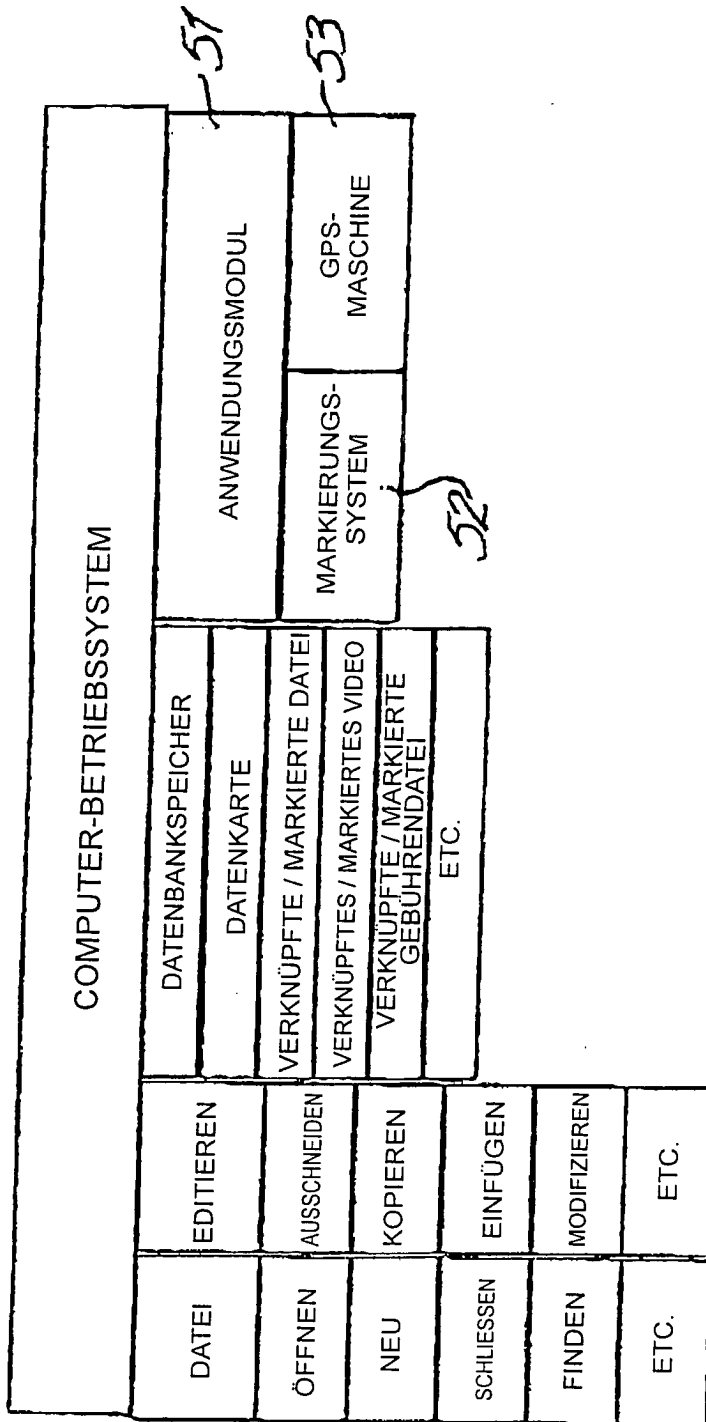 COMPUTER-BETRIEBSSYSTEM
DATEI
ÖFFNEN
NEU
SCHLIESSEN
FINDEN
ETC.
EDITIEREN
AUSSCHNEIDEN
KOPIEREN
EINFÜGEN
MODIFIZIEREN
ETC.
DATENBANKSPEICHER
DATENKARTE
VERKNÜPFTE / MARKIERTE DATEI
VERKNÜPFTES / MARKIERTES VIDEO
VERKNÜPFTE / MARKIERTE
GEBÜHRENDATEI
ETC.
ANWENDUNGSMODUL
51
MARKIERUNGS-
SYSTEM
52
GPS-
MASCHINE
53